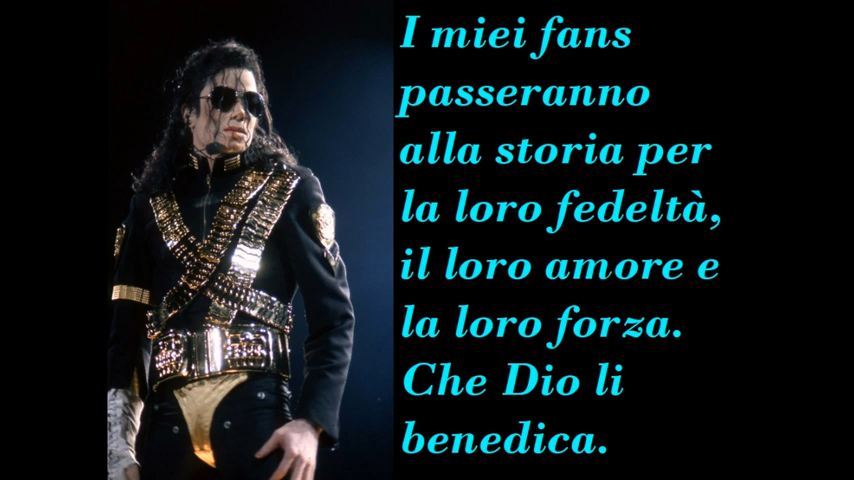 I miei fans
passeranno
alla storia per
la loro fedeltà,
il loro amore e
la loro forza.
Che Dio li
benedica.